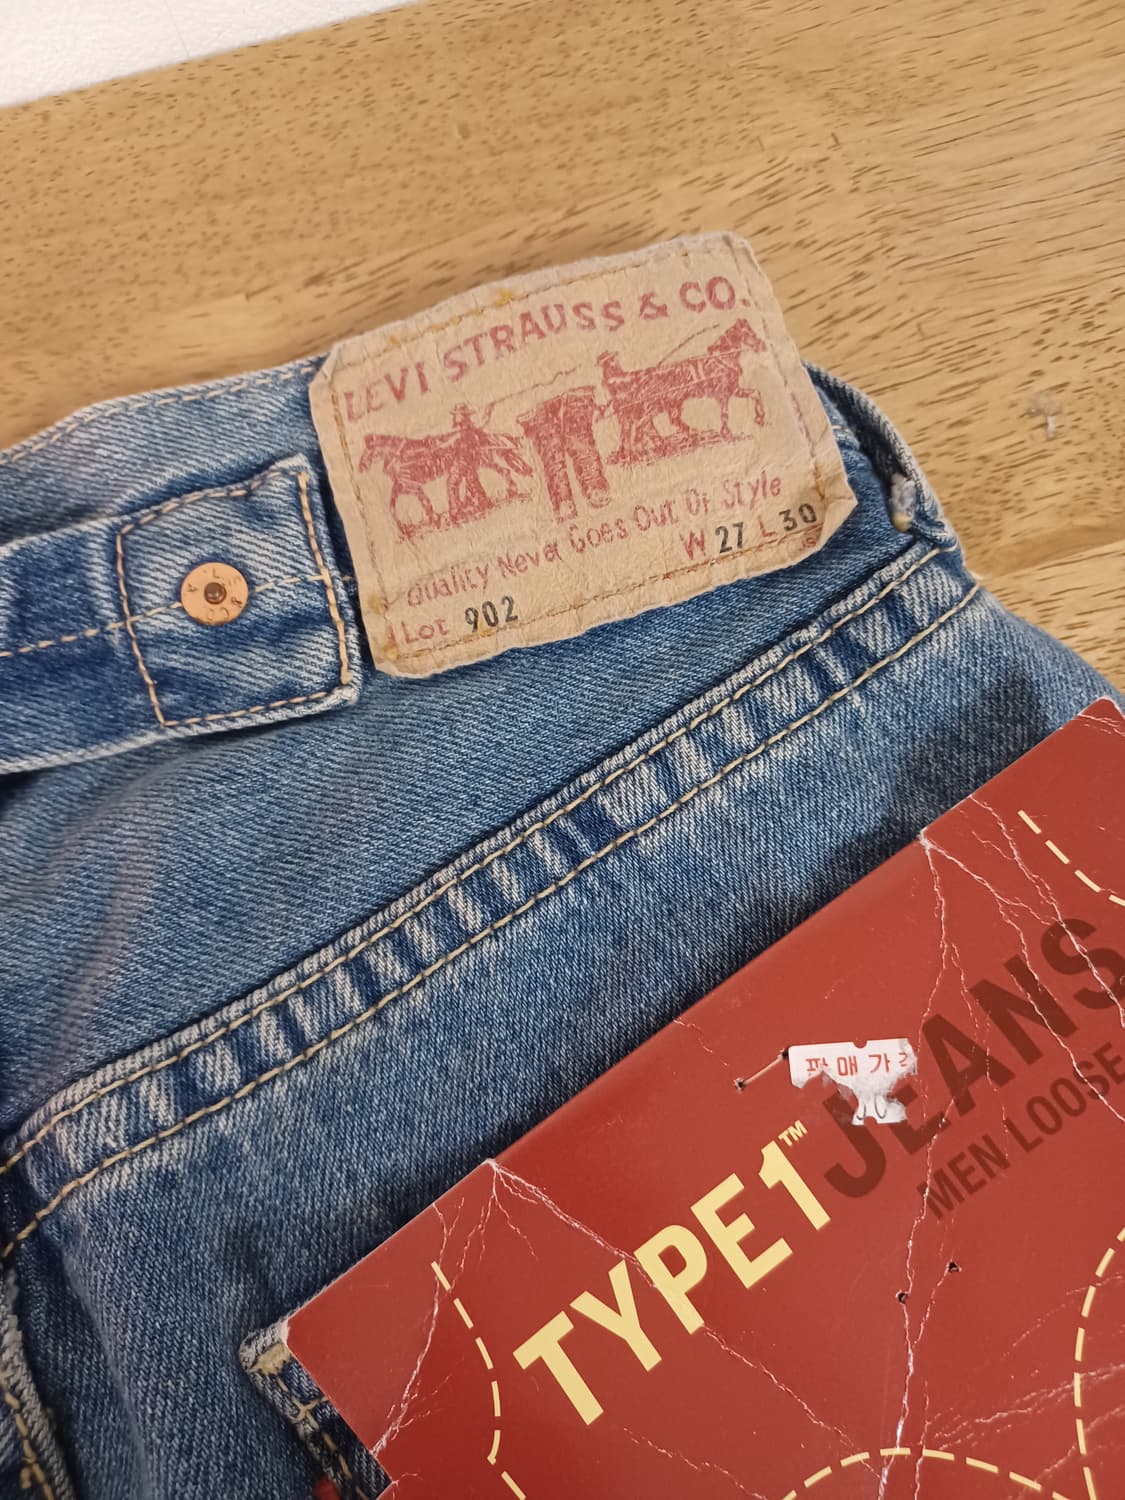 LEVI STRAUSS & CO.
Quality Never Goes Out Of Style
W 27 L 30
Lot 902
판매가
JEANS
MEN LOOSE
TYPE1™